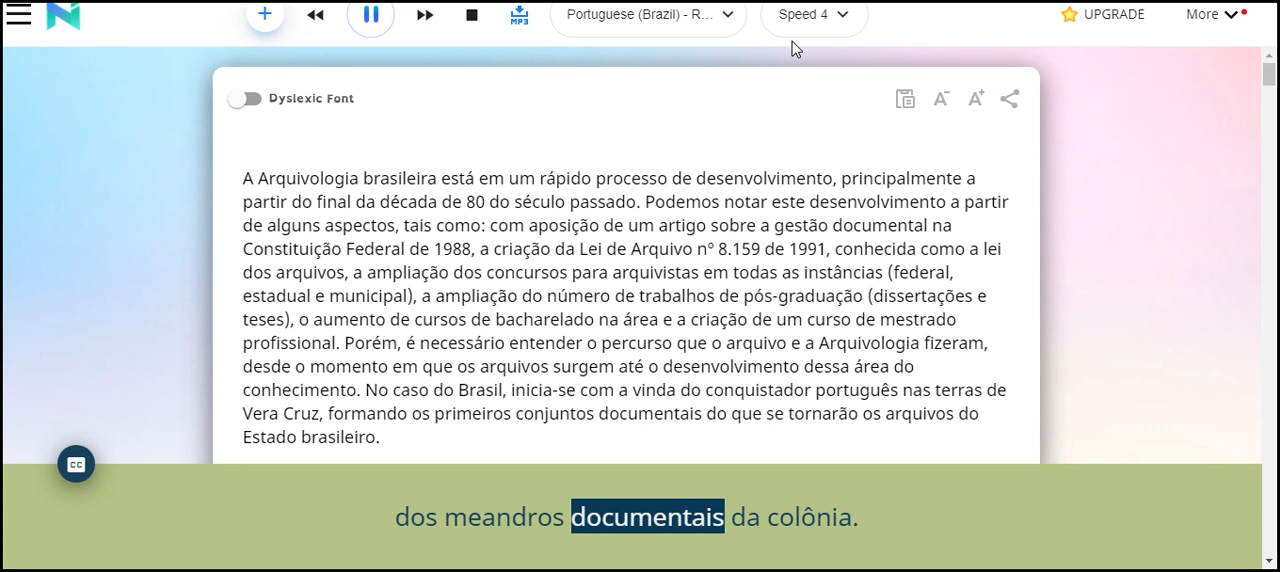 MP3
Portuguese (Brazil) - R...
Speed 4
UPGRADE
More
Dyslexic Font
A-
A+
A Arquivologia brasileira está em um rápido processo de desenvolvimento, principalmente a
partir do final da década de 80 do século passado. Podemos notar este desenvolvimento a partir
de alguns aspectos, tais como: com aposição de um artigo sobre a gestão documental na
Constituição Federal de 1988, a criação da Lei de Arquivo nº 8.159 de 1991, conhecida como a lei
dos arquivos, a ampliação dos concursos para arquivistas em todas as instâncias (federal,
estadual e municipal), a ampliação do número de trabalhos de pós-graduação (dissertações e
teses), o aumento de cursos de bacharelado na área e a criação de um curso de mestrado
profissional. Porém, é necessário entender o percurso que o arquivo e a Arquivologia fizeram,
desde o momento em que os arquivos surgem até o desenvolvimento dessa área do
conhecimento. No caso do Brasil, inicia-se com a vinda do conquistador português nas terras de
Vera Cruz, formando os primeiros conjuntos documentais do que se tornarão os arquivos do
Estado brasileiro.
CC
dos meandros documentais da colônia.